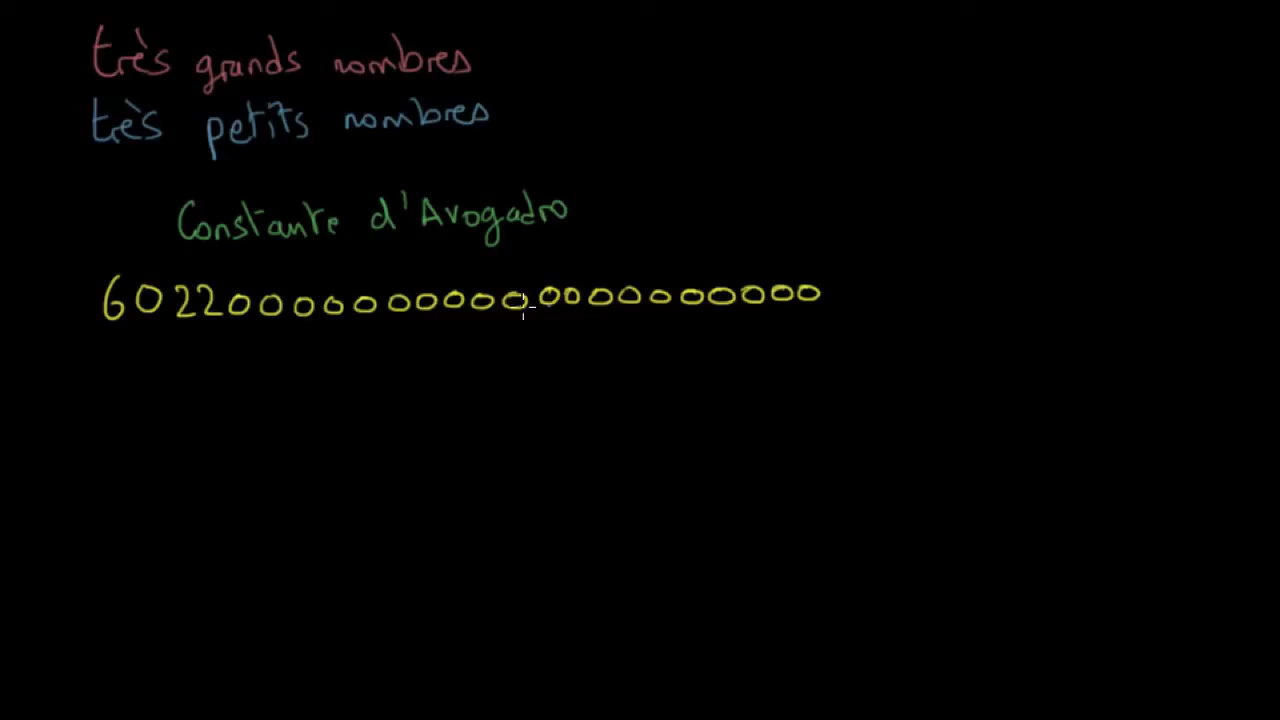 très grands nombres
très petits nombres
Constante d'Avogadro
602200000000000000000000